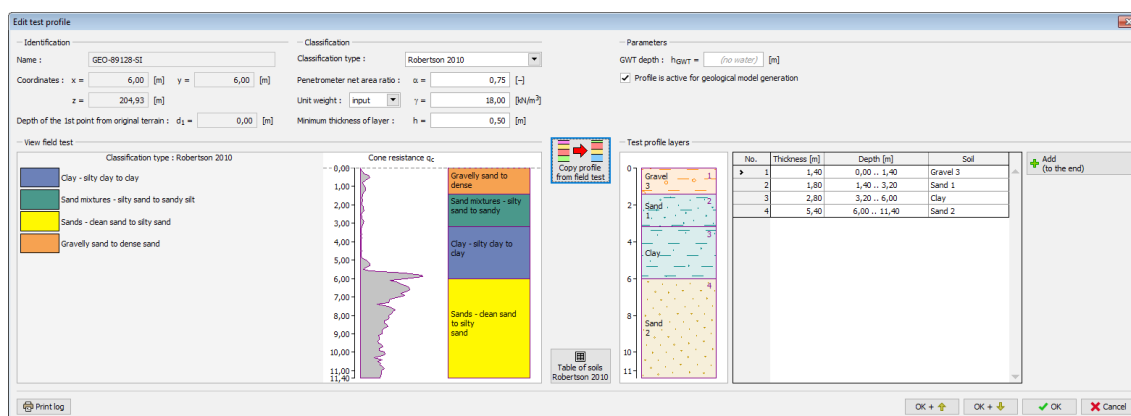 Edit test profile
Identification
Name : GEO-89128-SI
Coordinates : x = 6,00 [m] y = 6,00 [m]
z = 204,93 [m]
Depth of the 1st point from original terrain : d1 = 0,00 [m]
Classification
Classification type : Robertson 2010
Penetrometer net area ratio : α = 0,75 [–]
Unit weight : input γ = 18,00 [kN/m³]
Minimum thickness of layer : h = 0,50 [m]
Parameters
GWT depth : hGWT = (no water) [m]
Profile is active for geological model generation
View field test
Classification type : Robertson 2010
Clay - silty clay to clay
Sand mixtures - silty sand to sandy silt
Sands - clean sand to silty sand
Gravelly sand to dense sand
Cone resistance qc
0,00
1,00
2,00
3,00
4,00
5,00
6,00
7,00
8,00
9,00
10,00
11,00
11,40
Gravelly sand to
dense
Sand mixtures - silty
sand to sandy
Clay - silty clay to
clay
Sands - clean sand
to silty
sand
Copy profile
from field test
Table of soils
Robertson 2010
Test profile layers
0
2
4
6
8
10
11
Gravel
3
1
Sand
1
2
Clay
3
Sand
2
4
No. Thickness [m] Depth [m] Soil
> 1 1,40 0,00 .. 1,40 Gravel 3
2 1,80 1,40 .. 3,20 Sand 1
3 2,80 3,20 .. 6,00 Clay
4 5,40 6,00 .. 11,40 Sand 2
Add
(to the end)
Print log
OK +
OK +
OK
Cancel